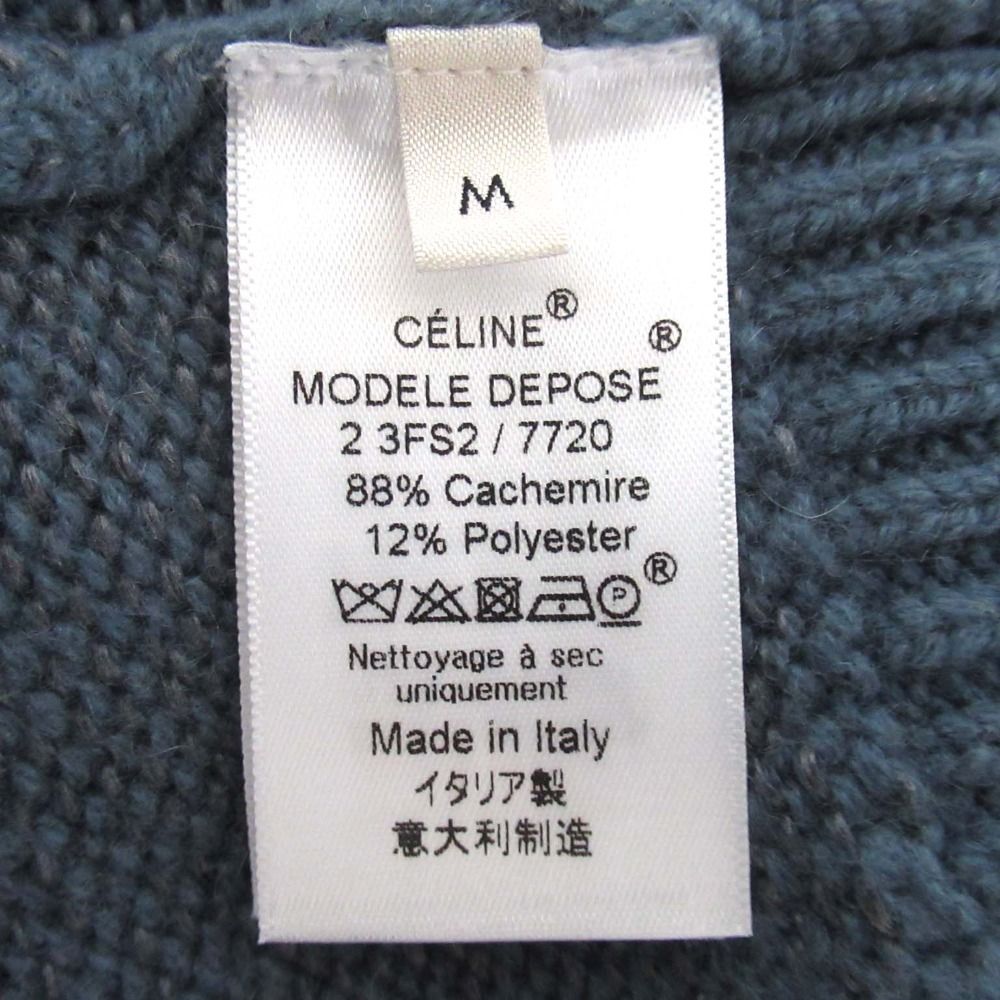 M
CÉLINE®
MODELE DEPOSE®
2 3FS2 / 7720
88% Cachemire
12% Polyester
P®
Nettoyage à sec
uniquement
Made in Italy
イタリア製
意大利制造